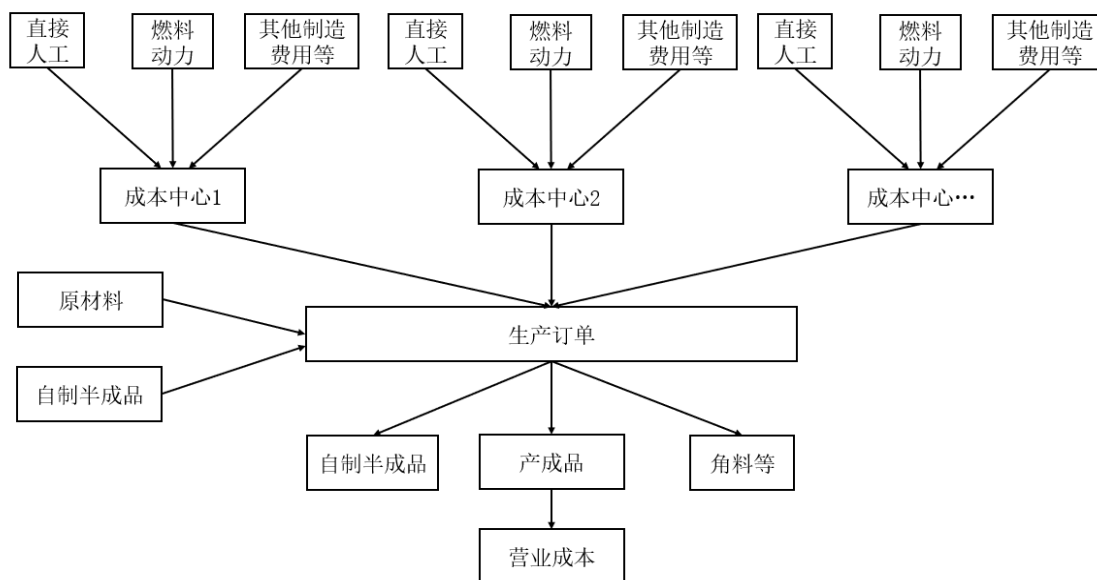 直接
人工
燃料
动力
其他制造
费用等
直接
人工
燃料
动力
其他制造
费用等
直接
人工
燃料
动力
其他制造
费用等
成本中心1
成本中心2
成本中心…
原材料
生产订单
自制半成品
自制半成品
产成品
角料等
营业成本